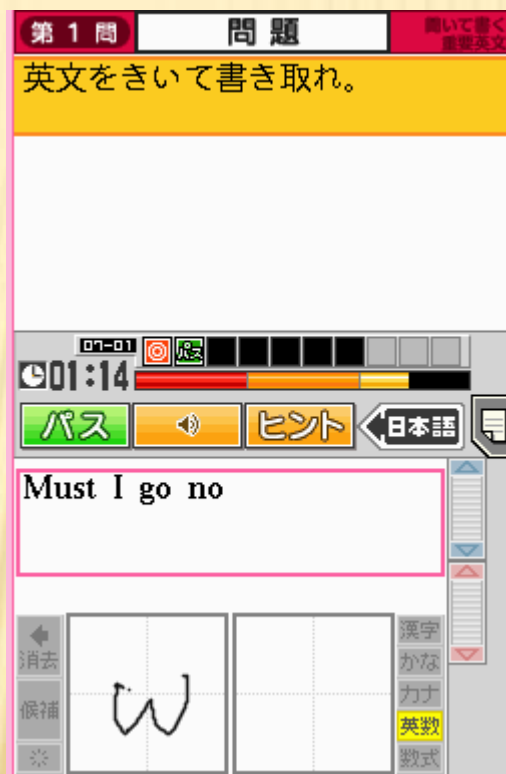 第1問
問題
聞いて書く
重要英文
英文をきいて書き取れ。
07-01
パス
01:14
パス
ヒント
日本語
Must I go no
消去
候補
w
漢字
かな
カナ
英数
数式